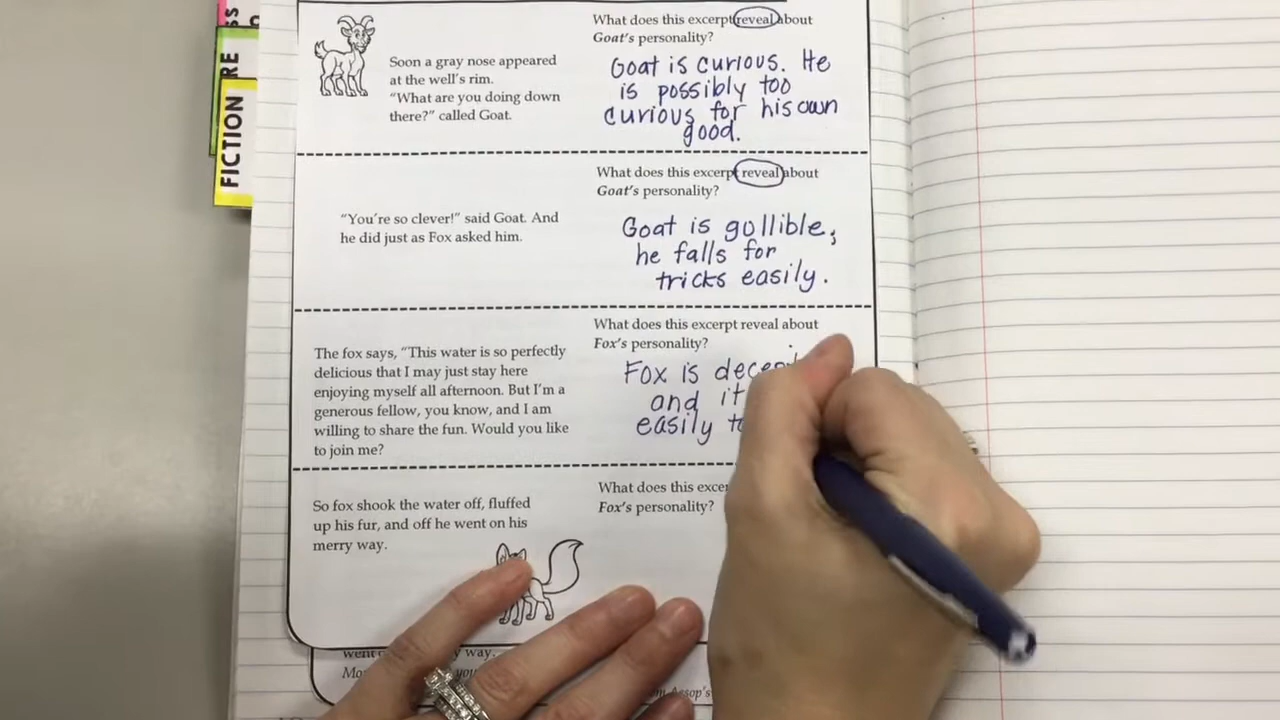 FICTION
RE
SS
What does this excerpt reveal about
Goat's personality?
Soon a gray nose appeared
at the well's rim.
"What are you doing down
there?" called Goat.
Goat is curious. He
is possibly too
curious for his own
good.
What does this excerpt reveal about
Goat's personality?
"You're so clever!" said Goat. And
he did just as Fox asked him.
Goat is gullible;
he falls for
tricks easily.
What does this excerpt reveal about
Fox's personality?
The fox says, "This water is so perfectly
delicious that I may just stay here
enjoying myself all afternoon. But I'm a
generous fellow, you know, and I am
willing to share the fun. Would you like
to join me?
Fox is
and it
easily
What does this
Fox's personality?
So fox shook the water off, fluffed
up his fur, and off he went on his
merry way.
way.
Aesop's